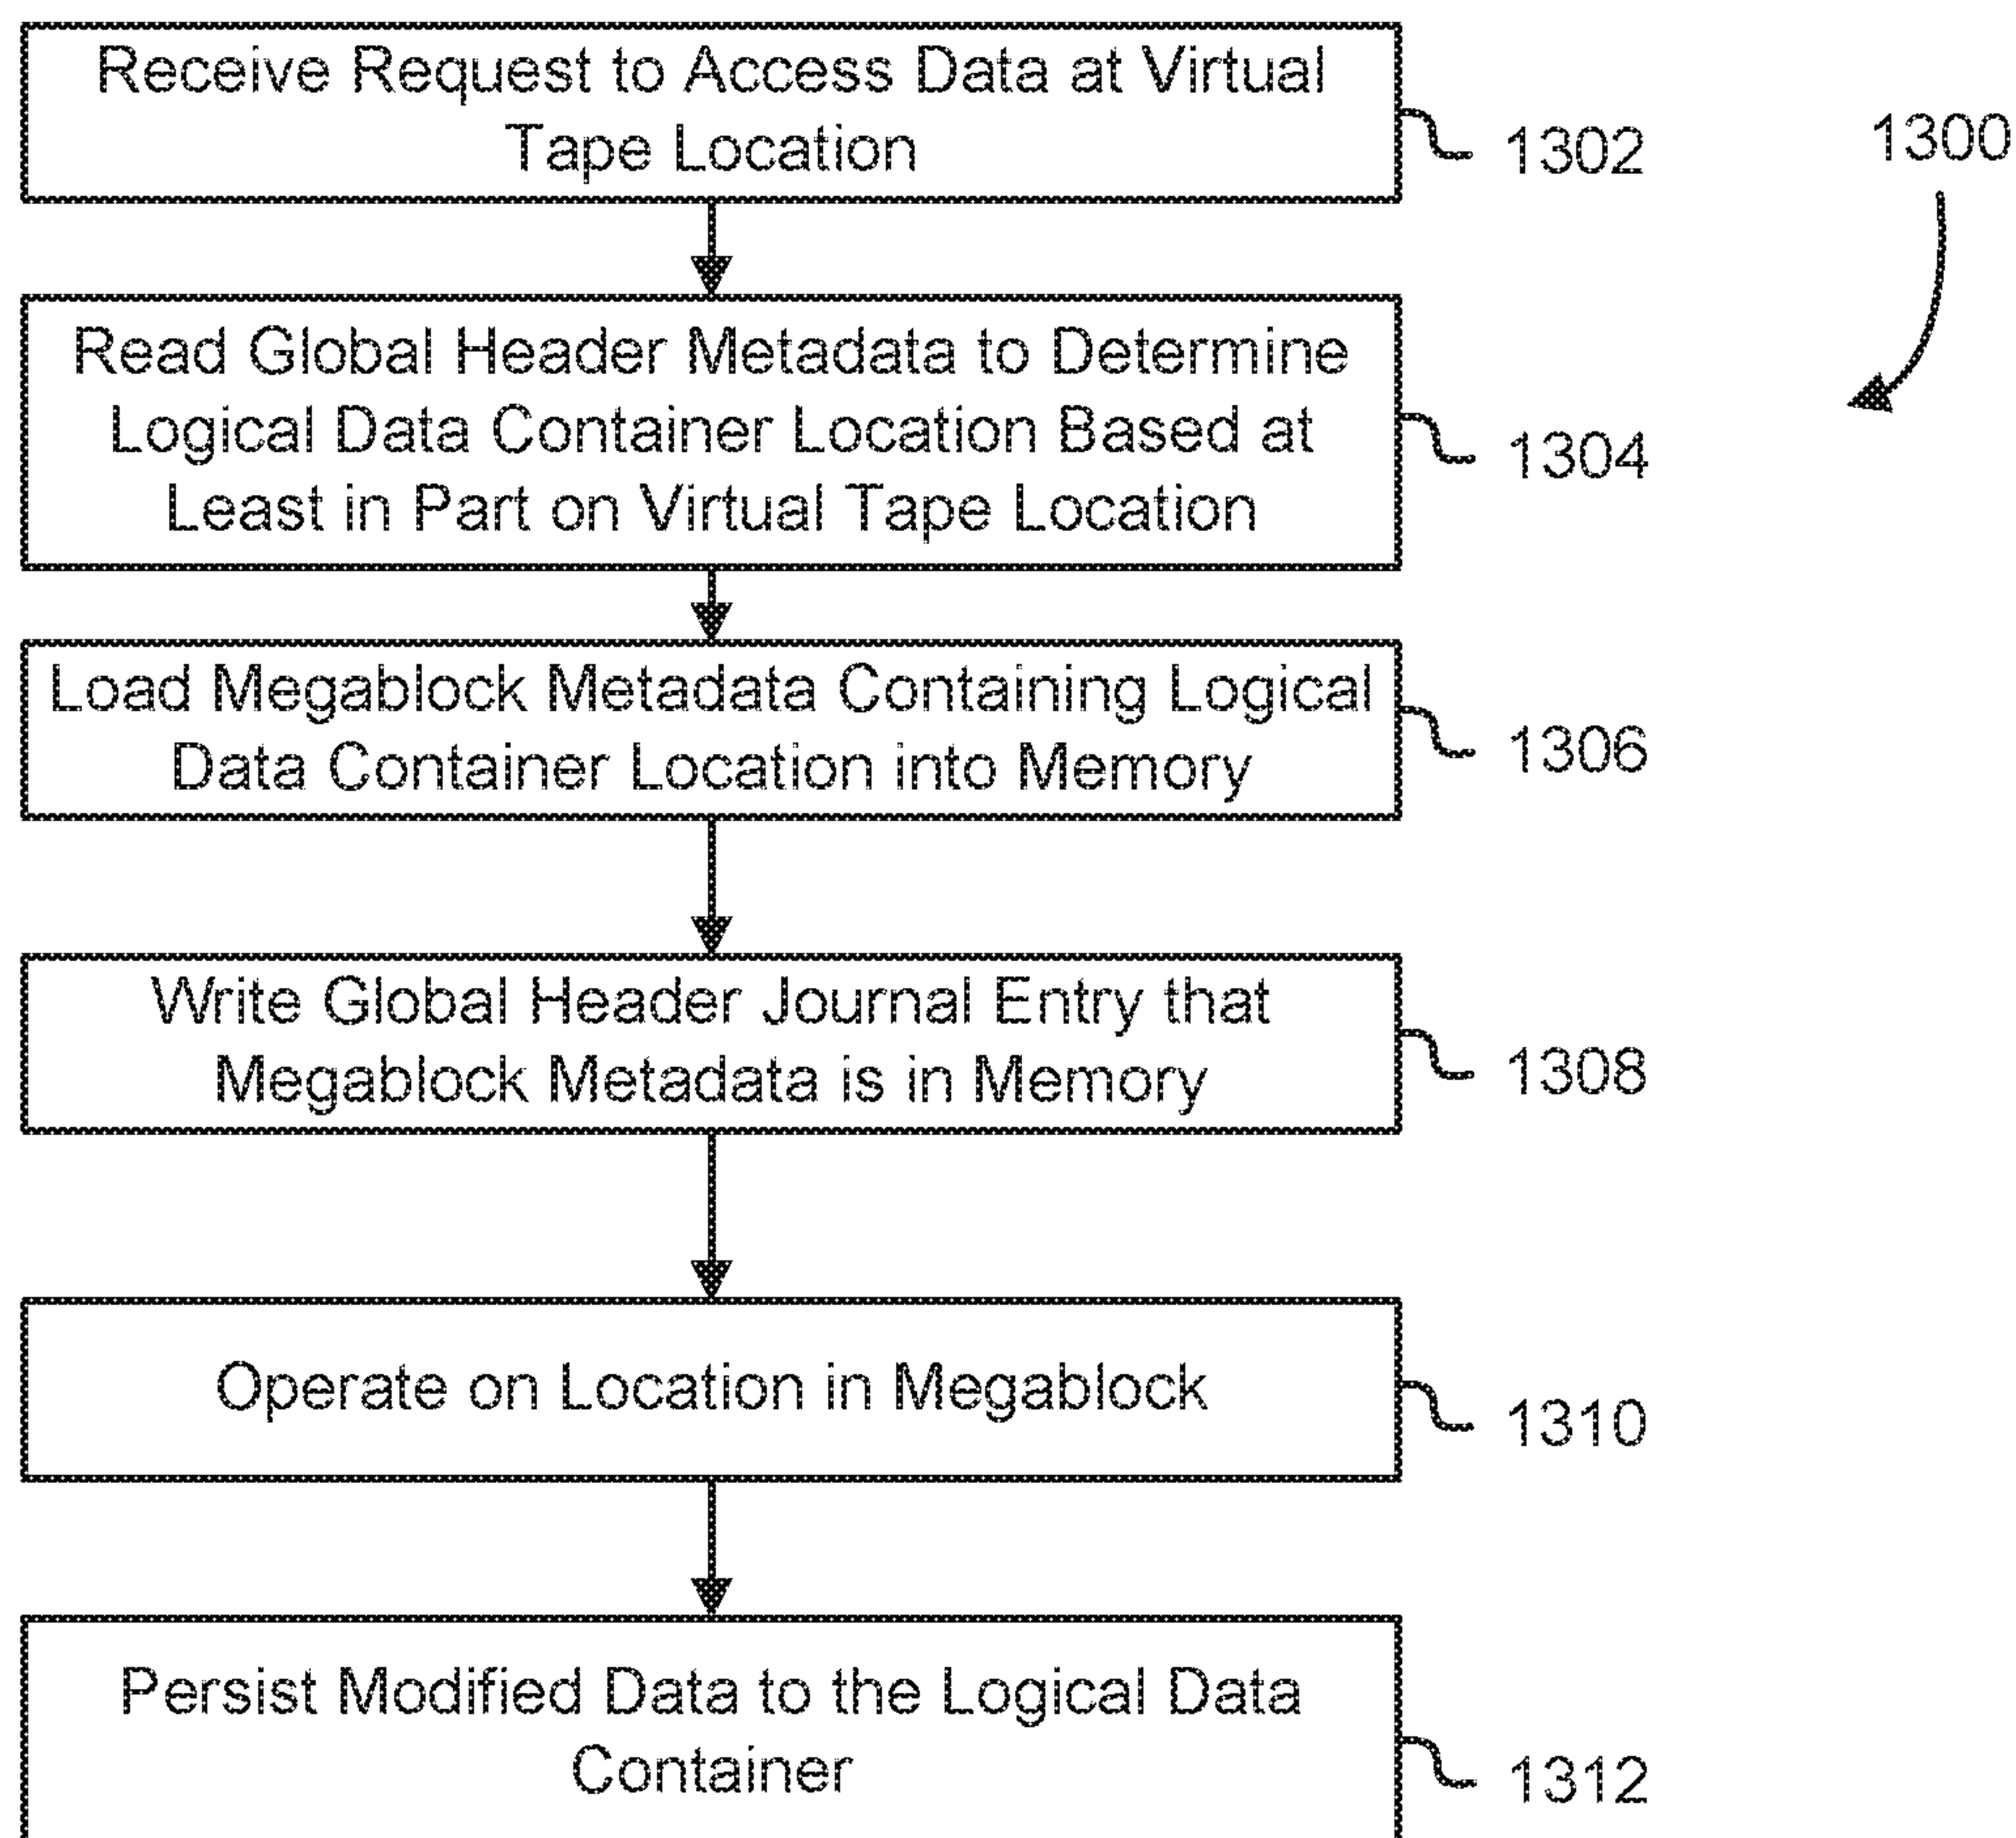 Receive Request to Access Data at Virtual
Tape Location
1302
1300
Read Global Header Metadata to Determine
Logical Data Container Location Based at
Least in Part on Virtual Tape Location
1304
Load Megablock Metadata Containing Logical
Data Container Location into Memory
1306
Write Global Header Journal Entry that
Megablock Metadata is in Memory
1308
Operate on Location in Megablock
1310
Persist Modified Data to the Logical Data
Container
1312